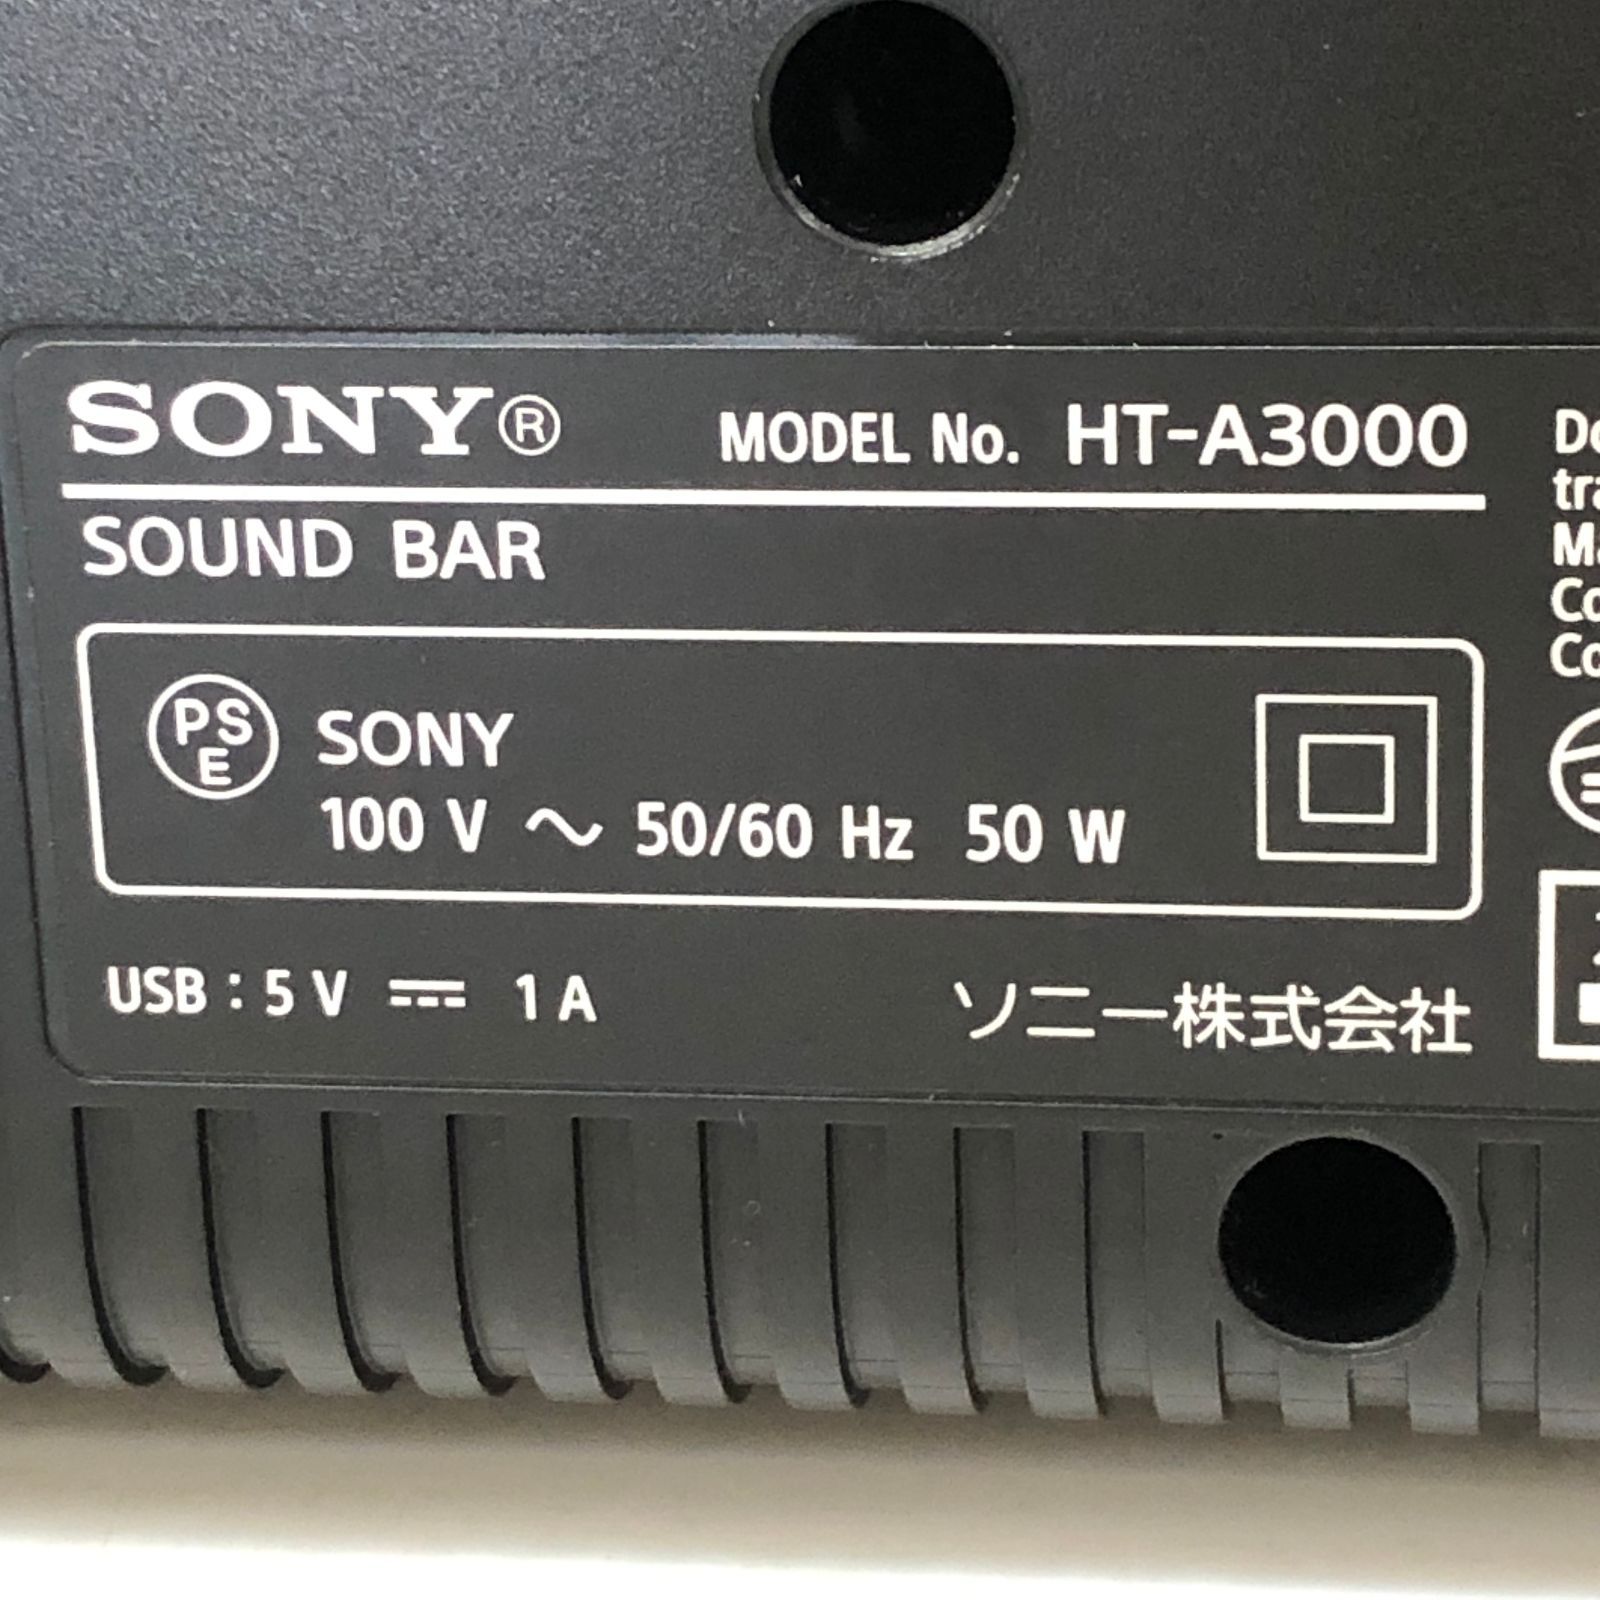 SONY®
MODEL No. HT-A3000
SOUND BAR
PSE SONY
100 V ～ 50/60 Hz 50 W
USB : 5 V ⎓ 1 A
ソニー株式会社